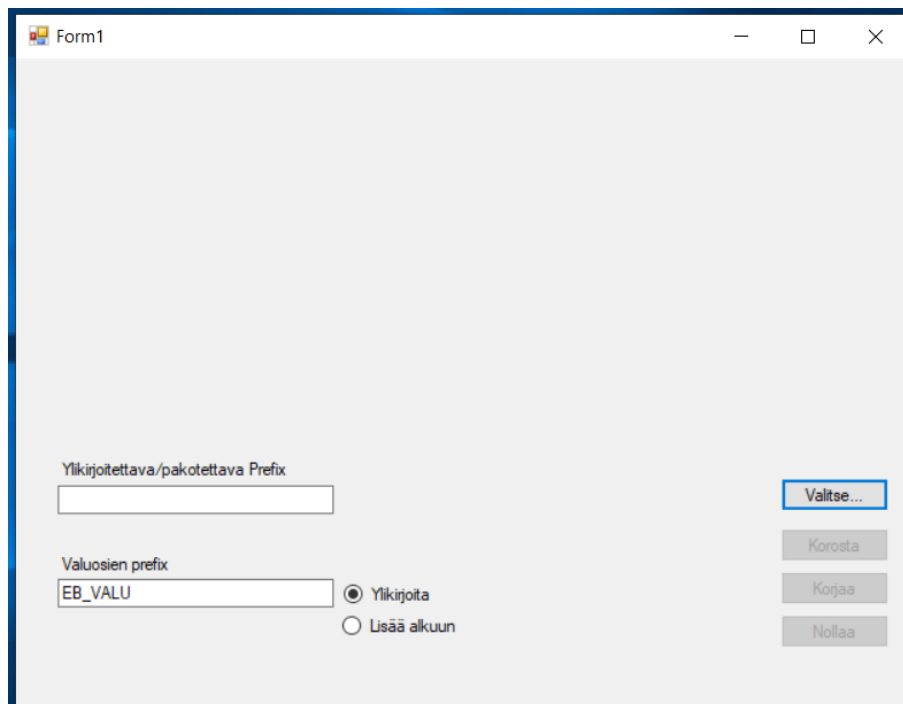 Form1
Ylikirjoitettava/pakotettava Prefix
Valitse...
Korosta
Valuosien prefix
EB_VALU
Ylikirjoita
Korjaa
Lisää alkuun
Nollaa